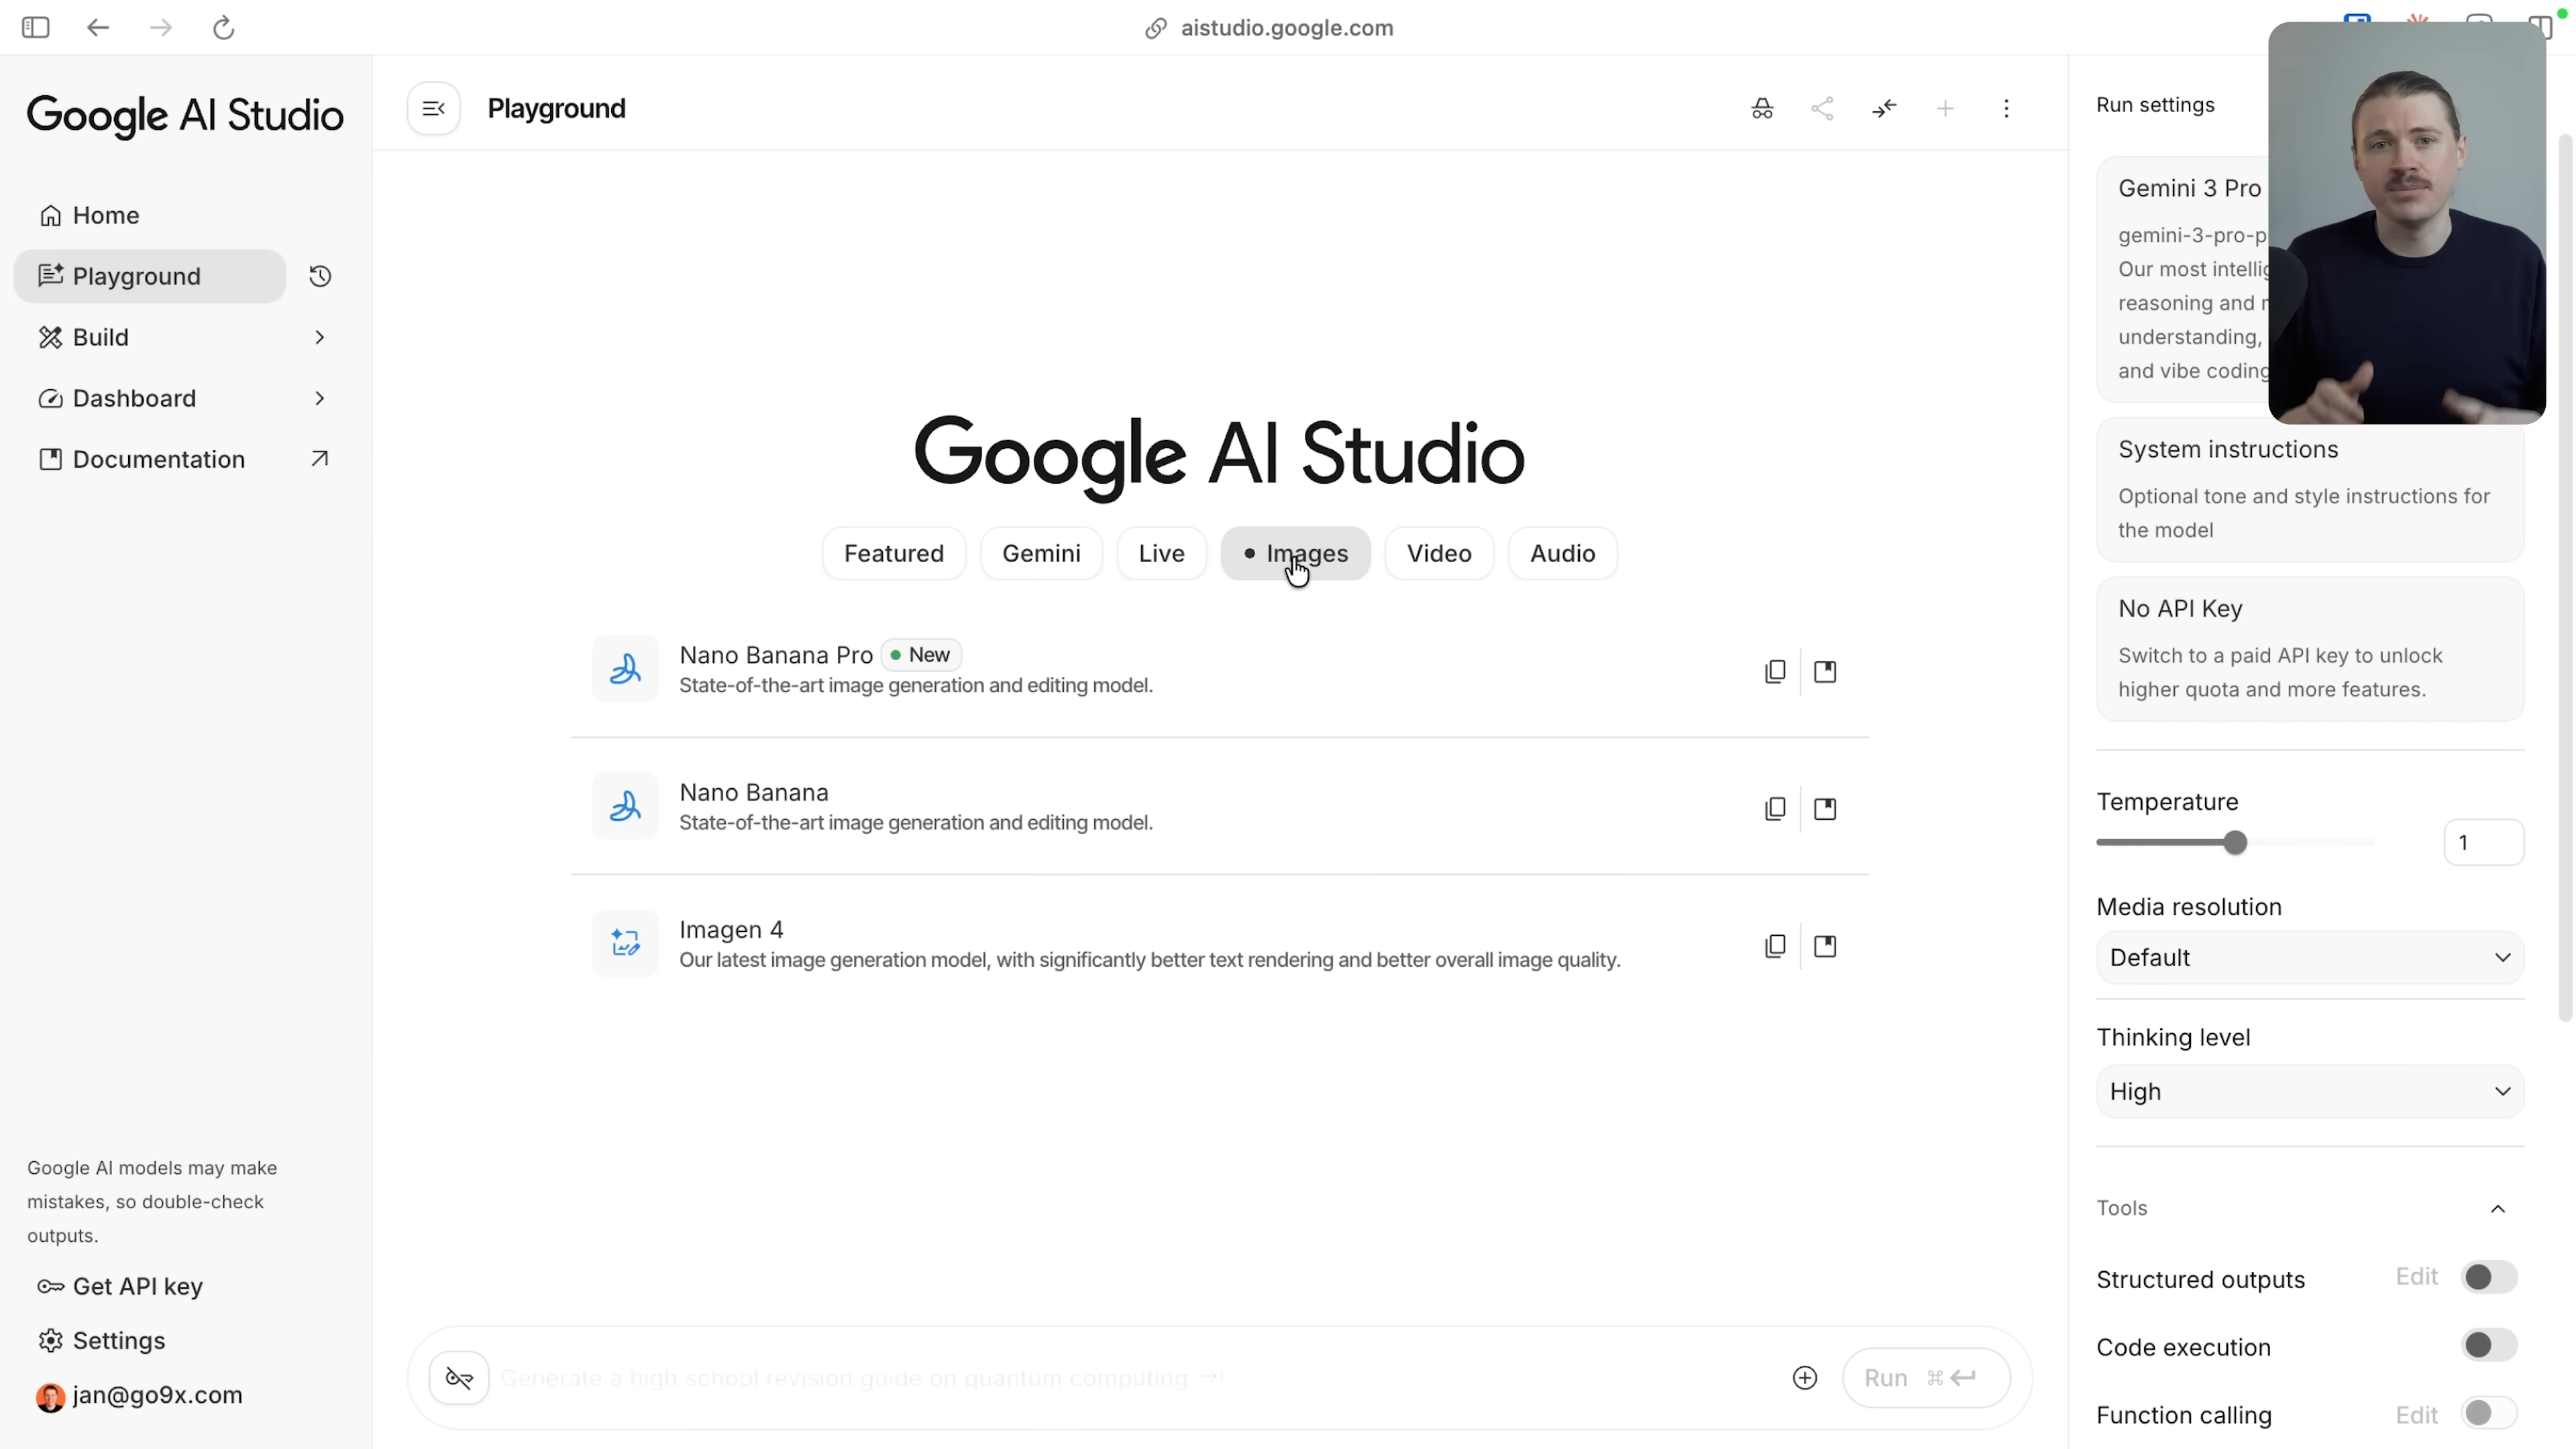 aistudio.google.com
Google AI Studio
Home
Playground
Build
Dashboard
Documentation
Google AI models may make
mistakes, so double-check
outputs.
Get API key
Settings
jan@go9x.com
Playground
Google AI Studio
Featured
Gemini
Live
Images
Video
Audio
Nano Banana Pro New
State-of-the-art image generation and editing model.
Nano Banana
State-of-the-art image generation and editing model.
Imagen 4
Our latest image generation model, with significantly better text rendering and better overall image quality.
Generate a high school revision guide on quantum computing
Run ⌘
Run settings
Gemini 3 Pro
gemini-3-pro-p
Our most
reasoning and
understanding,
and vibe coding
System instructions
Optional tone and style instructions for
the model
No API Key
Switch to a paid API key to unlock
higher quota and more features.
Temperature
1
Media resolution
Default
Thinking level
High
Tools
Structured outputs Edit
Code execution
Function calling Edit